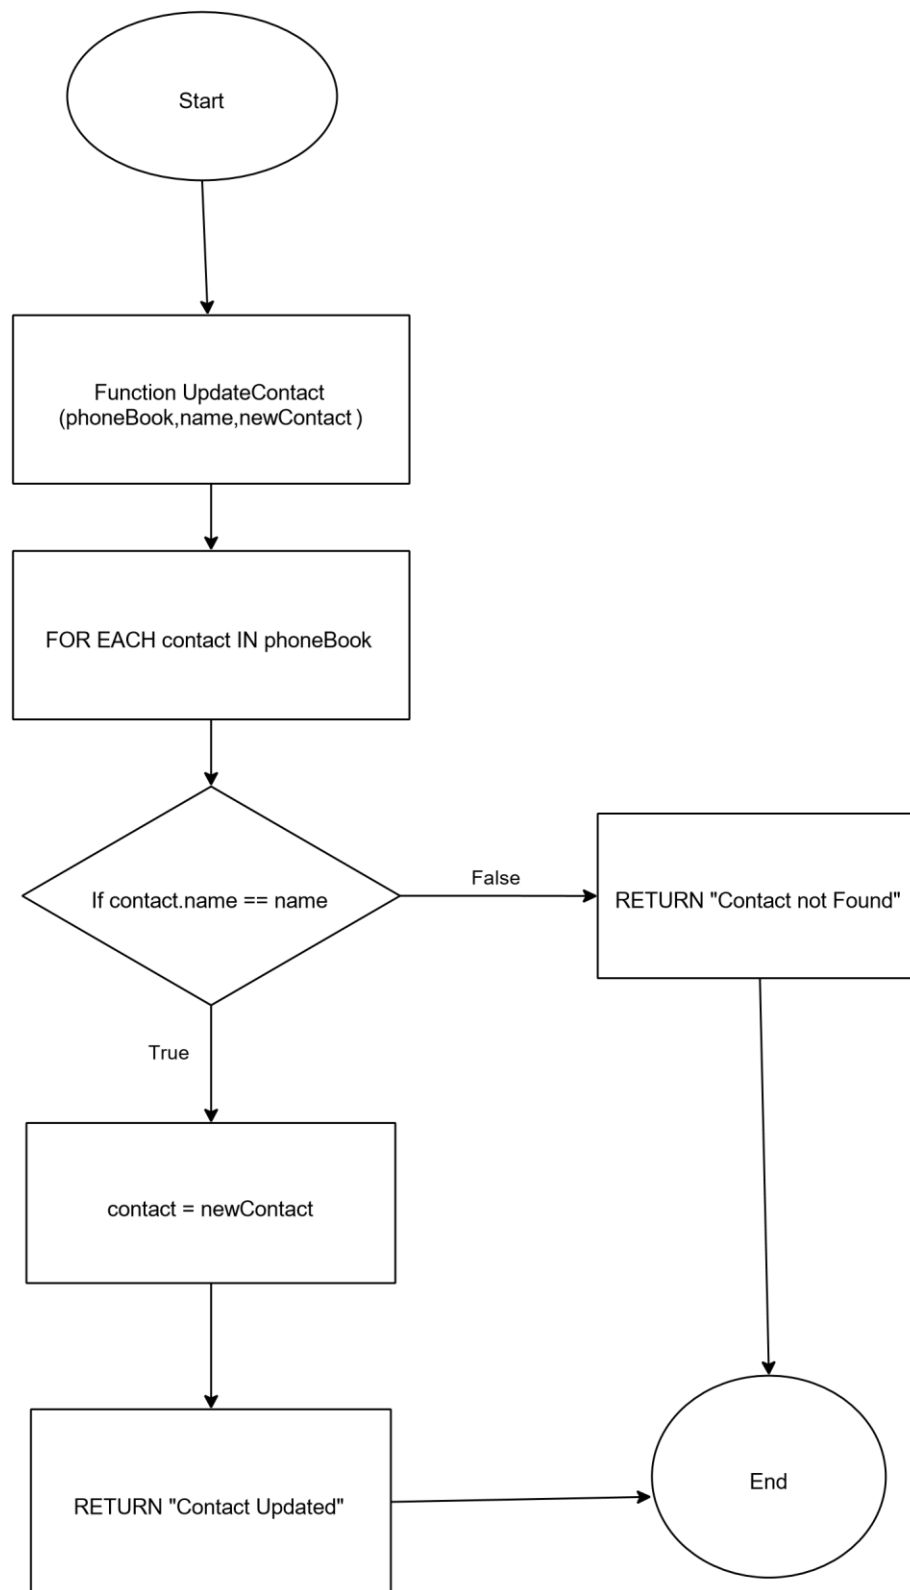 Start
Function UpdateContact
(phoneBook,name,newContact )
FOR EACH contact IN phoneBook
If contact.name == name
False
RETURN "Contact not Found"
True
contact = newContact
RETURN "Contact Updated"
End